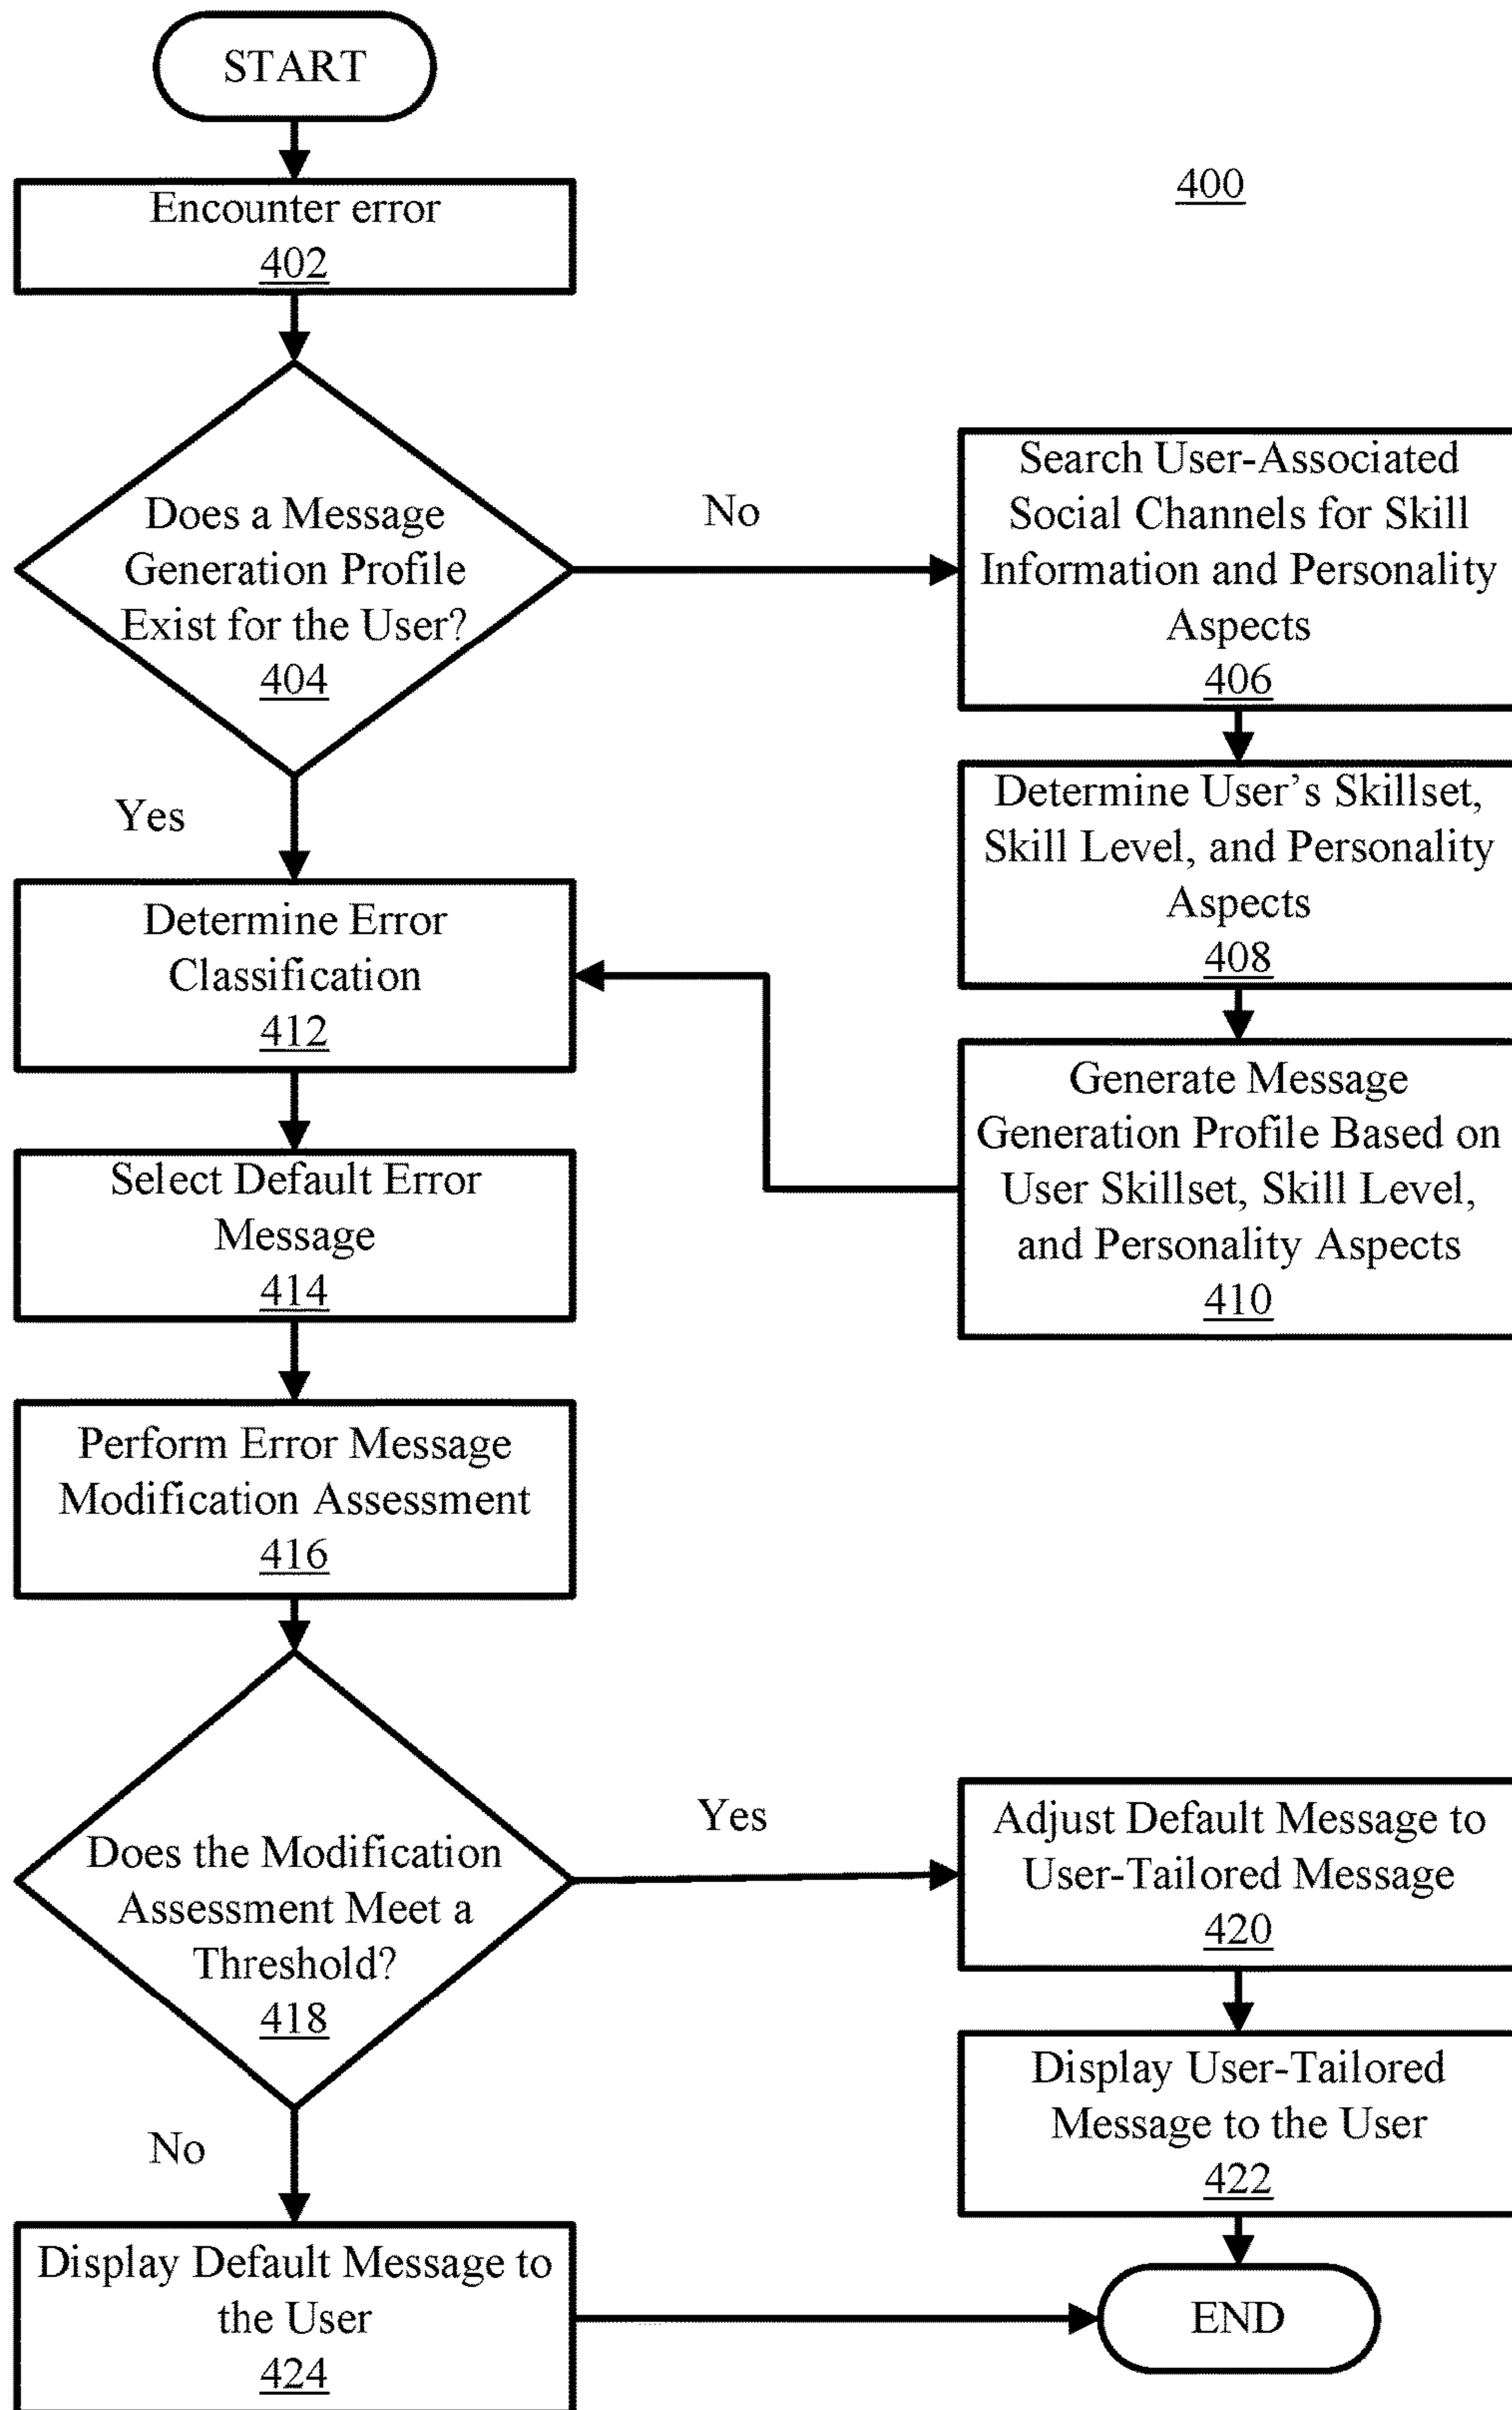 START
400
Encounter error
402
Does a Message
Generation Profile
Exist for the User?
404
No
Yes
Search User-Associated
Social Channels for Skill
Information and Personality
Aspects
406
Determine User’s Skillset,
Skill Level, and Personality
Aspects
408
Generate Message
Generation Profile Based on
User Skillset, Skill Level,
and Personality Aspects
410
Determine Error
Classification
412
Select Default Error
Message
414
Perform Error Message
Modification Assessment
416
Does the Modification
Assessment Meet a
Threshold?
418
Yes
No
Adjust Default Message to
User-Tailored Message
420
Display User-Tailored
Message to the User
422
Display Default Message to
the User
424
END